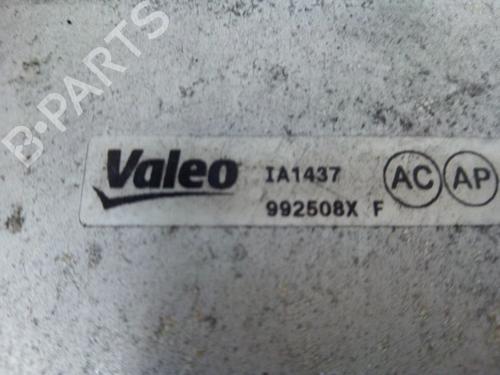 B-PARTS
Valeo IA1437 AC AP
992508X F